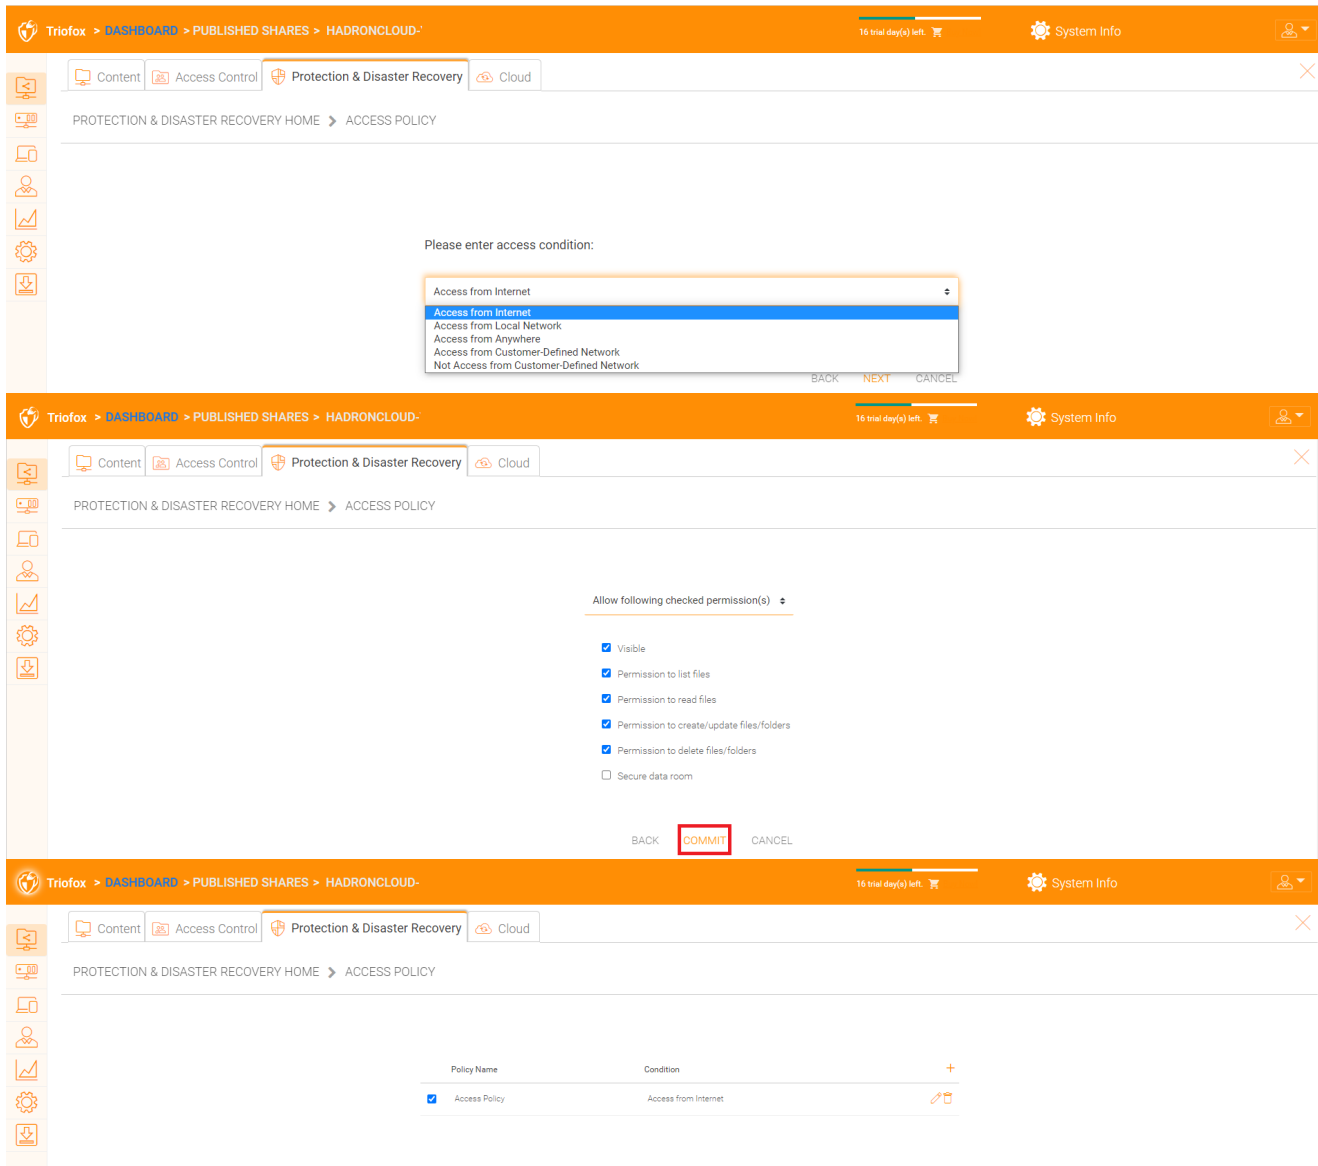 Triofox > DASHBOARD > PUBLISHED SHARES > HADRONCLOUD-'
16 trial day(s) left.
System Info
Content Access Control Protection & Disaster Recovery Cloud
PROTECTION & DISASTER RECOVERY HOME > ACCESS POLICY
Please enter access condition:
Access from Internet
Access from Internet
Access from Local Network
Access from Anywhere
Access from Customer-Defined Network
Not Access from Customer-Defined Network
BACK NEXT CANCEL
Triofox > DASHBOARD > PUBLISHED SHARES > HADRONCLOUD-
16 trial day(s) left.
System Info
Content Access Control Protection & Disaster Recovery Cloud
PROTECTION & DISASTER RECOVERY HOME > ACCESS POLICY
Allow following checked permission(s)
Visible
Permission to list files
Permission to read files
Permission to create/update files/folders
Permission to delete files/folders
Secure data room
BACK COMMIT CANCEL
Triofox > DASHBOARD > PUBLISHED SHARES > HADRONCLOUD-
16 trial day(s) left.
System Info
Content Access Control Protection & Disaster Recovery Cloud
PROTECTION & DISASTER RECOVERY HOME > ACCESS POLICY
Policy Name Condition +
Access Policy Access from Internet